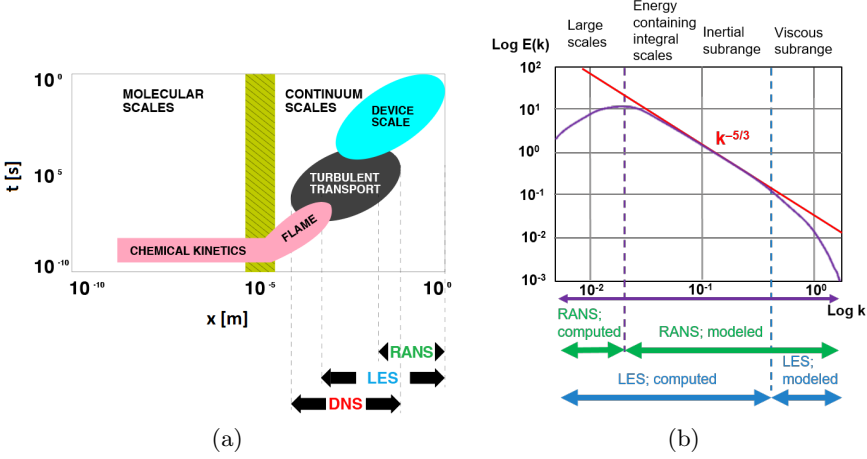 MOLECULAR
SCALES
CONTINUUM
SCALES
DEVICE
SCALE
TURBULENT
TRANSPORT
FLAME
CHEMICAL KINETICS
10⁰
10⁵
10⁻¹⁰
t [s]
10⁻¹⁰
10⁻⁵
10⁰
x [m]
RANS
LES
DNS
(a)
Large
scales
Energy
containing
integral
scales
Inertial
subrange
Viscous
subrange
Log E(k)
10²
10¹
10⁰
10⁻¹
10⁻²
10⁻³
k⁻⁵/³
10⁻²
10⁻¹
10⁰
Log k
RANS;
computed
RANS; modeled
LES; computed
LES;
modeled
(b)